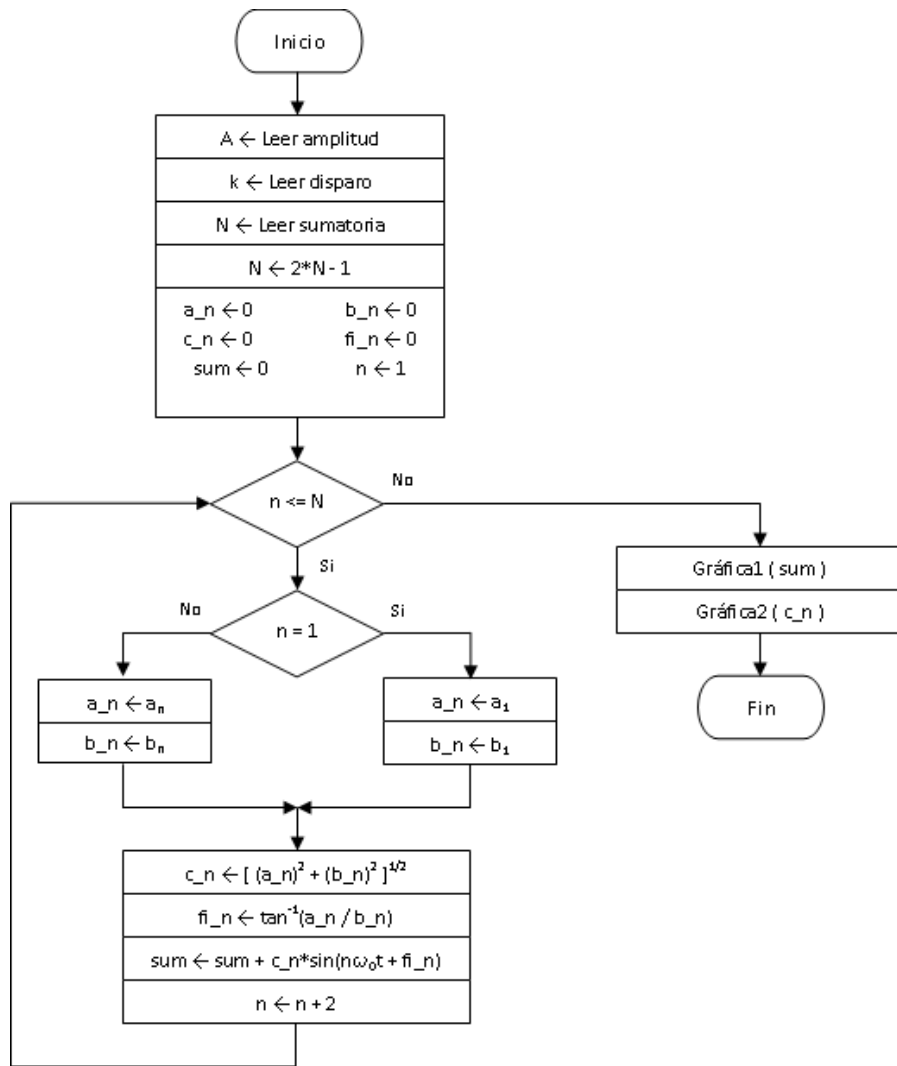 Inicio
A ← Leer amplitud
k ← Leer disparo
N ← Leer sumatoria
N ← 2*N - 1
a_n ← 0 b_n ← 0
c_n ← 0 fi_n ← 0
sum ← 0 n ← 1
n <= N
No
Si
n = 1
No
Si
a_n ← aₙ
b_n ← bₙ
a_n ← a₁
b_n ← b₁
c_n ← [ (a_n)² + (b_n)² ]¹ᐟ²
fi_n ← tan⁻¹(a_n / b_n)
sum ← sum + c_n*sin(nω₀t + fi_n)
n ← n + 2
Gráfica1 ( sum )
Gráfica2 ( c_n )
Fin